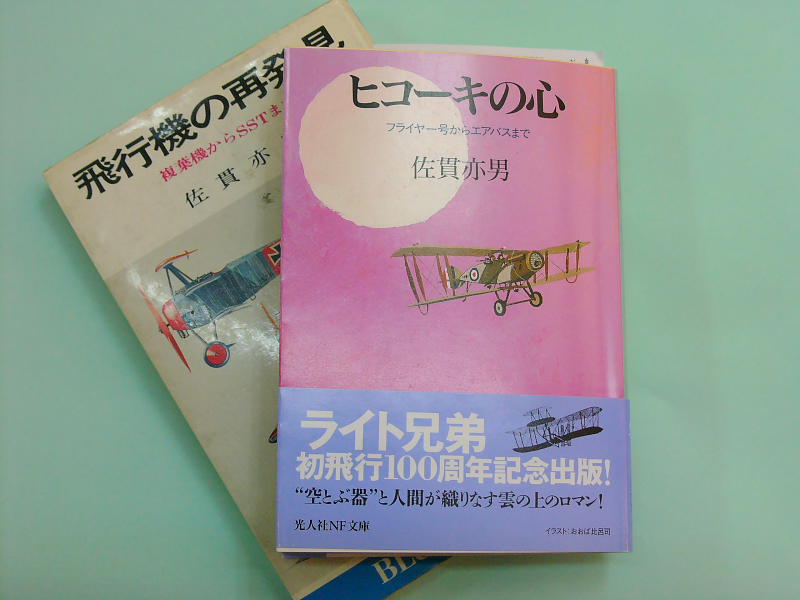 飛行機の再発見
複葉機からSSTま
佐貫亦
ヒコーキの心
フライヤー号からエアバスまで
佐貫亦男
ライト兄弟
初飛行100周年記念出版!
“空とぶ器”と人間が織りなす雲の上のロマン!
光人社NF文庫
イラスト：おおば比呂司